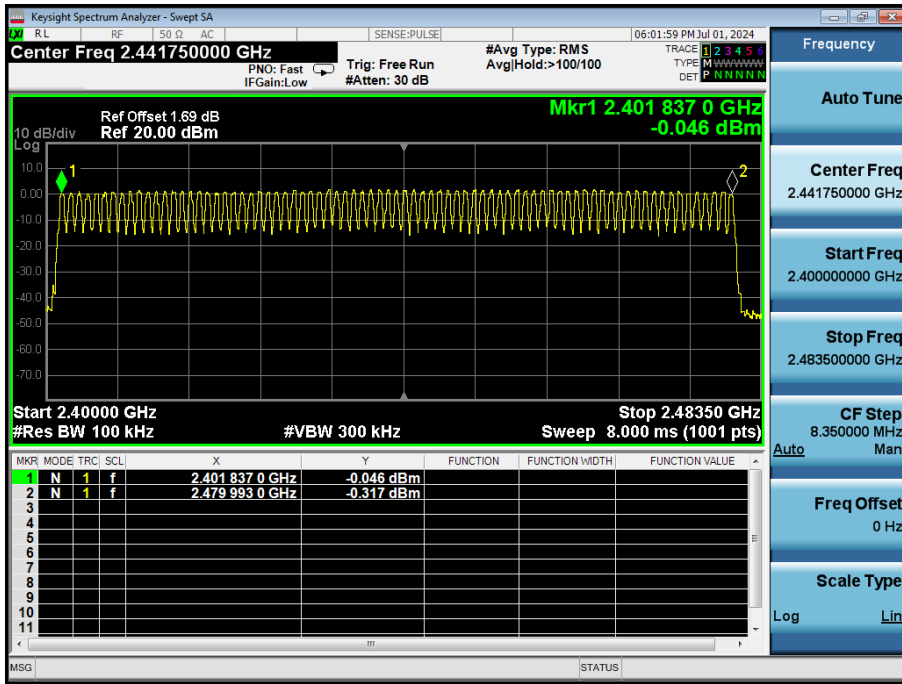 Keysight Spectrum Analyzer - Swept SA
LXI RL RF 50 Ω AC SENSE:PULSE 06:01:59 PM Jul 01, 2024
Center Freq 2.441750000 GHz
PNO: Fast
IFGain:Low
Trig: Free Run
#Atten: 30 dB
#Avg Type: RMS
Avg|Hold:>100/100
TRACE 1 2 3 4 5 6
TYPE M W W W W W
DET P N N N N N
Mkr1 2.401 837 0 GHz
-0.046 dBm
Ref Offset 1.69 dB
10 dB/div Ref 20.00 dBm
Log
10.0
0.00
-10.0
-20.0
-30.0
-40.0
-50.0
-60.0
-70.0
1
2
Start 2.40000 GHz Stop 2.48350 GHz
#Res BW 100 kHz #VBW 300 kHz Sweep 8.000 ms (1001 pts)
MKR MODE TRC SCL X Y FUNCTION FUNCTION WIDTH FUNCTION VALUE
1 N 1 f 2.401 837 0 GHz -0.046 dBm
2 N 1 f 2.479 993 0 GHz -0.317 dBm
3
4
5
6
7
8
9
10
11
MSG STATUS
Frequency
Auto Tune
Center Freq
2.441750000 GHz
Start Freq
2.400000000 GHz
Stop Freq
2.483500000 GHz
CF Step
8.350000 MHz
Auto Man
Freq Offset
0 Hz
Scale Type
Log Lin